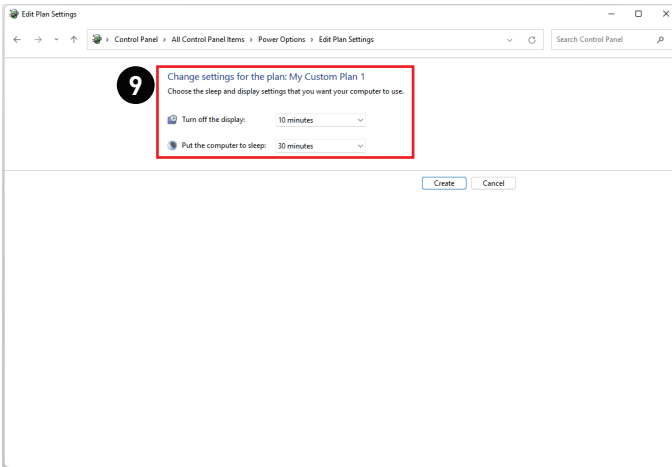 Edit Plan Settings
Control Panel > All Control Panel Items > Power Options > Edit Plan Settings
Search Control Panel
9
Change settings for the plan: My Custom Plan 1
Choose the sleep and display settings that you want your computer to use.
Turn off the display: 10 minutes
Put the computer to sleep: 30 minutes
Create Cancel